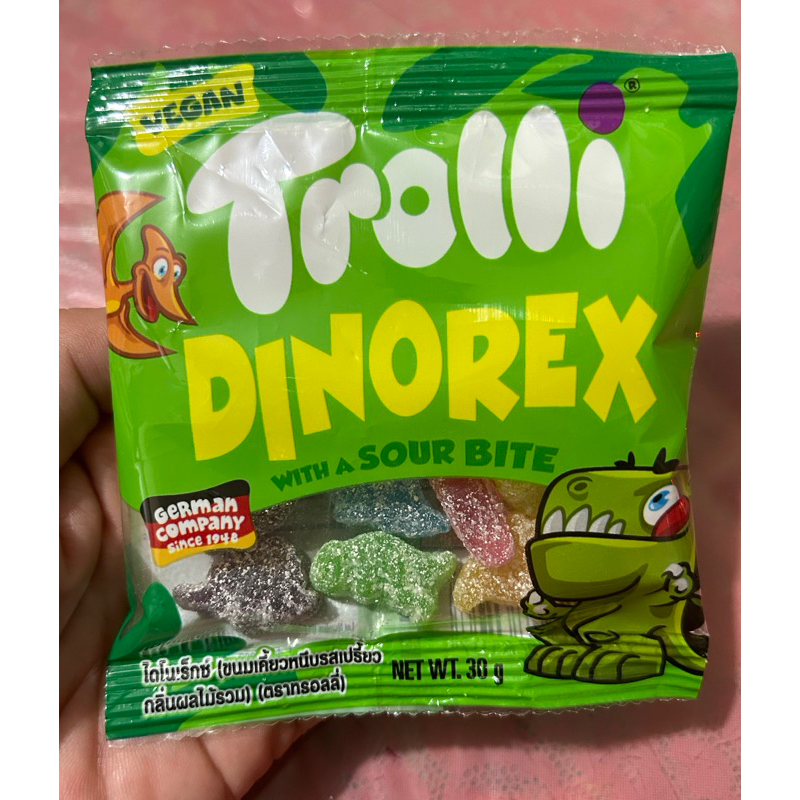 VEGAN
Trolli®
DINOREX
WITH A SOUR BITE
GERMAN
COMPANY
since 1948
ไดโนเร็กซ์ (ขนมเคี้ยวหนึบรสเปรี้ยว
กลิ่นผลไม้รวม) (ตราทรอลลี่)
NET WT. 30 g